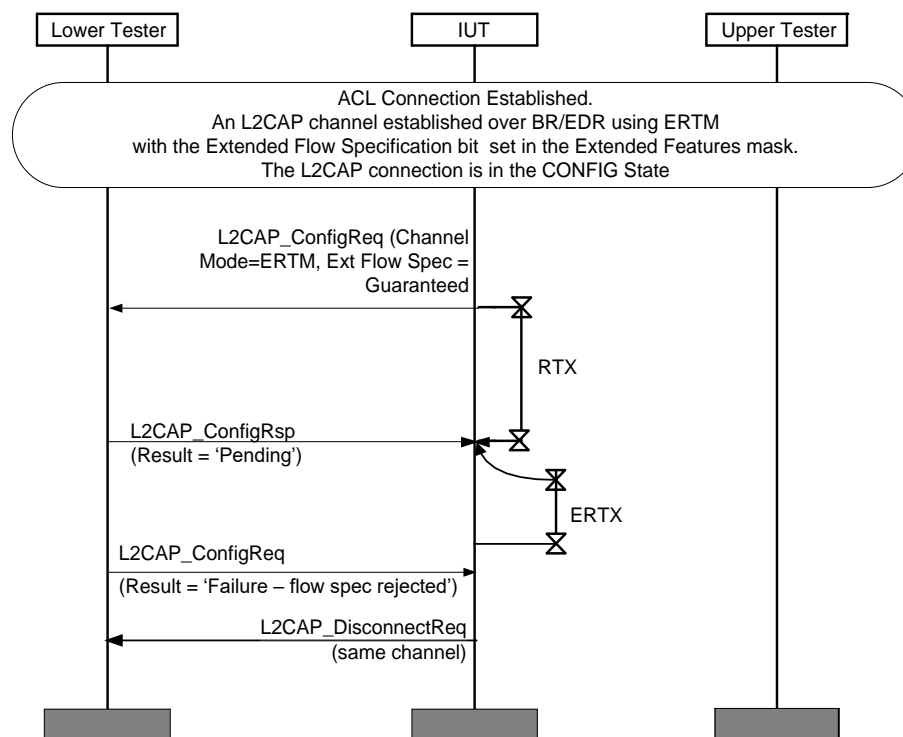 Lower Tester
IUT
Upper Tester
ACL Connection Established.
An L2CAP channel established over BR/EDR using ERTM
with the Extended Flow Specification bit set in the Extended Features mask.
The L2CAP connection is in the CONFIG State
L2CAP_ConfigReq (Channel
Mode=ERTM, Ext Flow Spec =
Guaranteed
RTX
L2CAP_ConfigRsp
(Result = 'Pending')
ERTX
L2CAP_ConfigReq
(Result = 'Failure – flow spec rejected')
L2CAP_DisconnectReq
(same channel)